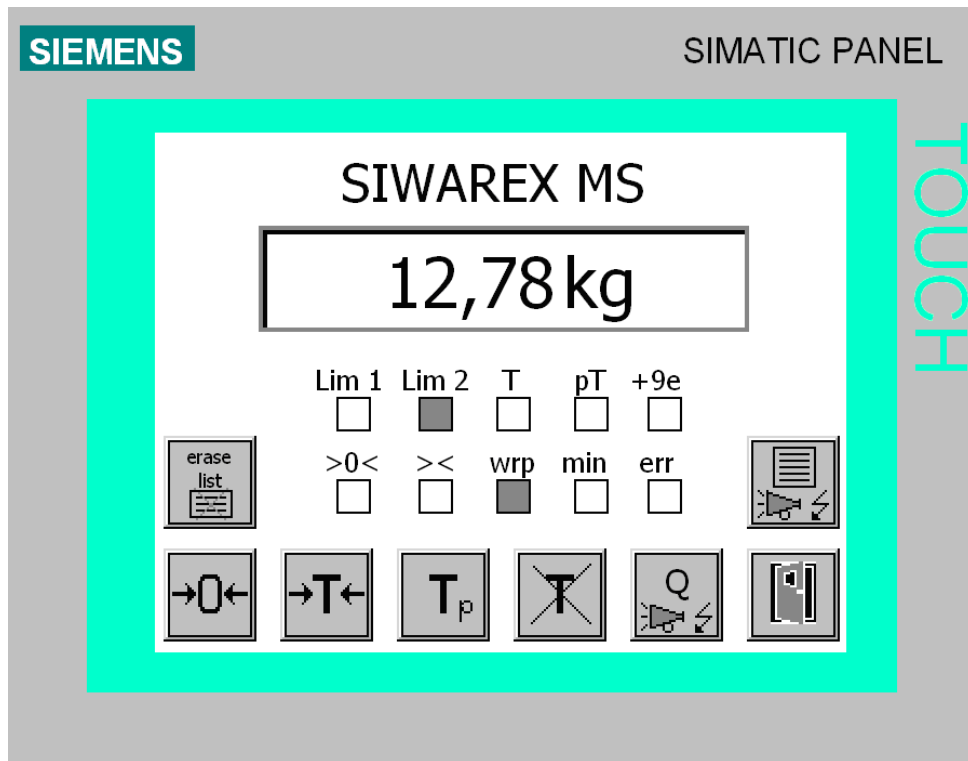 SIEMENS
SIMATIC PANEL
TOUCH
SIWAREX MS
12,78 kg
Lim 1 Lim 2 T pT +9e
>0< >< wrp min err
erase
list
→0← →T← Tp T Q